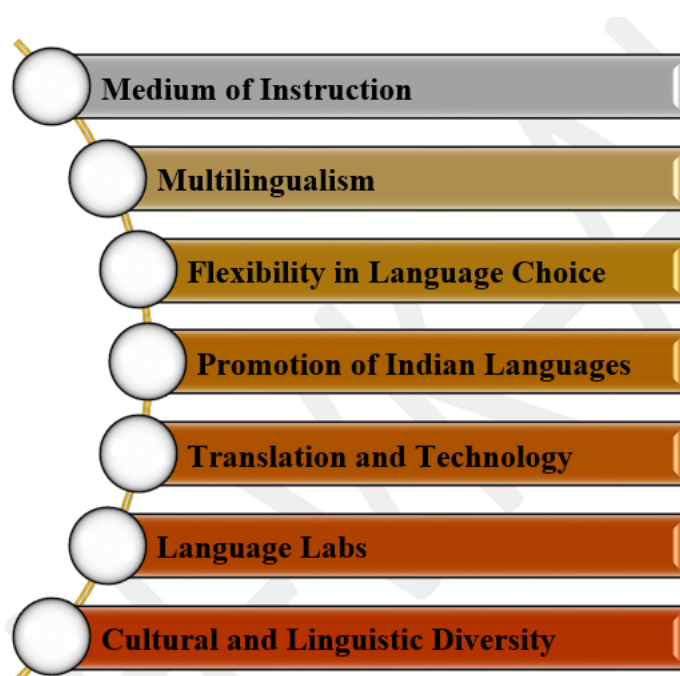 Medium of Instruction
Multilingualism
Flexibility in Language Choice
Promotion of Indian Languages
Translation and Technology
Language Labs
Cultural and Linguistic Diversity